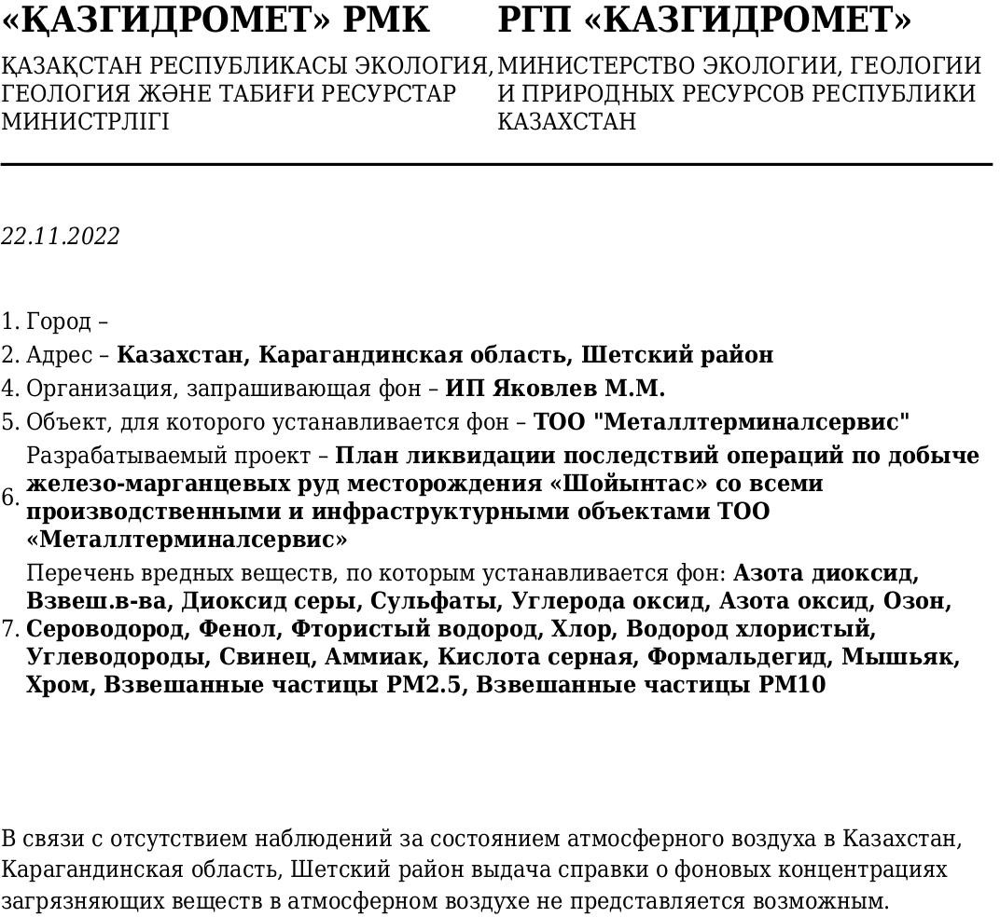 «ҚАЗГИДРОМЕТ» РМК
РГП «КАЗГИДРОМЕТ»
ҚАЗАҚСТАН РЕСПУБЛИКАСЫ ЭКОЛОГИЯ,
ГЕОЛОГИЯ ЖӘНЕ ТАБИҒИ РЕСУРСТАР
МИНИСТРЛІГІ
МИНИСТЕРСТВО ЭКОЛОГИИ, ГЕОЛОГИИ
И ПРИРОДНЫХ РЕСУРСОВ РЕСПУБЛИКИ
КАЗАХСТАН
22.11.2022
1. Город –
2. Адрес – Казахстан, Карагандинская область, Шетский район
4. Организация, запрашивающая фон – ИП Яковлев М.М.
5. Объект, для которого устанавливается фон – ТОО "Металлтерминалсервис"
6. Разрабатываемый проект – План ликвидации последствий операций по добыче
железо-марганцевых руд месторождения «Шойынтас» со всеми
производственными и инфраструктурными объектами ТОО
«Металлтерминалсервис»
7. Перечень вредных веществ, по которым устанавливается фон: Азота диоксид,
Взвеш.в-ва, Диоксид серы, Сульфаты, Углерода оксид, Азота оксид, Озон,
Сероводород, Фенол, Фтористый водород, Хлор, Водород хлористый,
Углеводороды, Свинец, Аммиак, Кислота серная, Формальдегид, Мышьяк,
Хром, Взвешанные частицы РМ2.5, Взвешанные частицы РМ10
В связи с отсутствием наблюдений за состоянием атмосферного воздуха в Казахстан,
Карагандинская область, Шетский район выдача справки о фоновых концентрациях
загрязняющих веществ в атмосферном воздухе не представляется возможным.